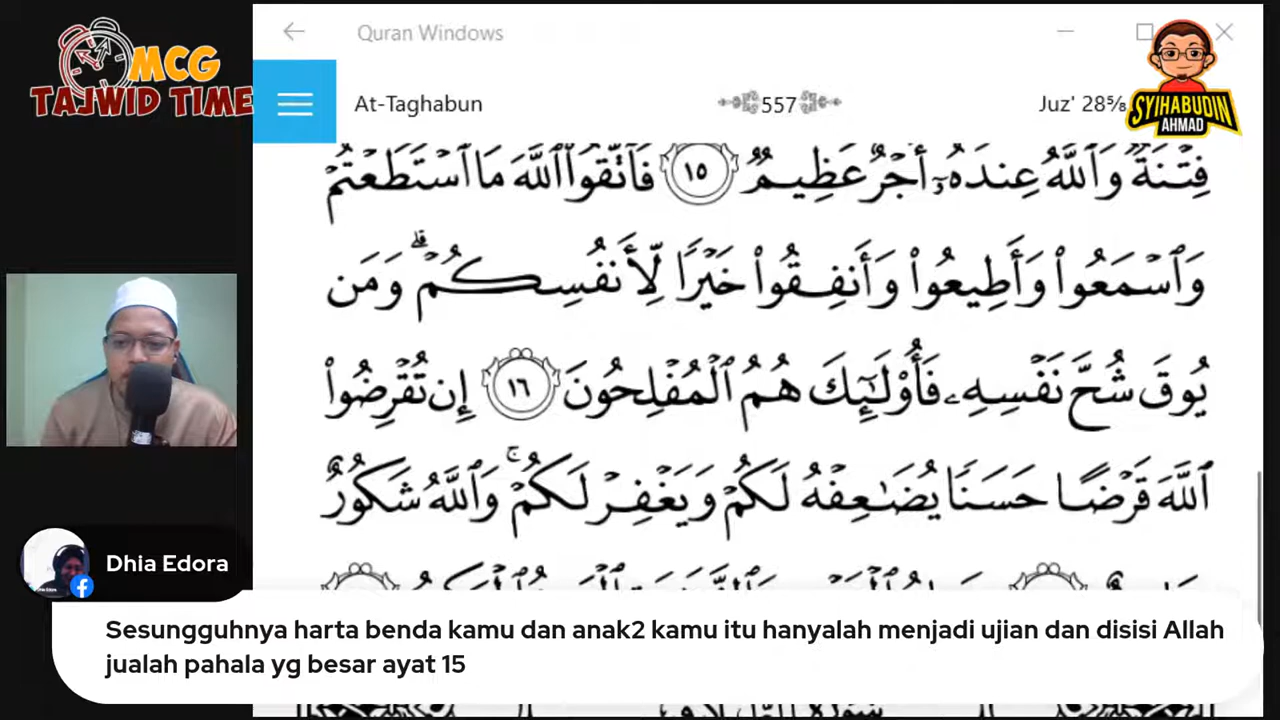 MCG
TAJWID TIME
Quran Windows
At-Taghabun
557
Juz' 28⅝
SYIHABUDIN
AHMAD
فِتْنَةٌ وَٱللَّهُ عِندَهُۥٓ أَجْرٌ عَظِيمٌ ١٥ فَٱتَّقُوا۟ ٱللَّهَ مَا ٱسْتَطَعْتُمْ
وَٱسْمَعُوا۟ وَأَطِيعُوا۟ وَأَنفِقُوا۟ خَيْرًا لِّأَنفُسِكُمْ ۗ وَمَن
يُوقَ شُحَّ نَفْسِهِۦ فَأُو۟لَـٰٓئِكَ هُمُ ٱلْمُفْلِحُونَ ١٦ إِن تُقْرِضُوا۟
ٱللَّهَ قَرْضًا حَسَنًا يُضَـٰعِفْهُ لَكُمْ وَيَغْفِرْ لَكُمْ ۚ وَٱللَّهُ شَكُورٌ
Dhia Edora
Sesungguhnya harta benda kamu dan anak2 kamu itu hanyalah menjadi ujian dan disisi Allah
jualah pahala yg besar ayat 15